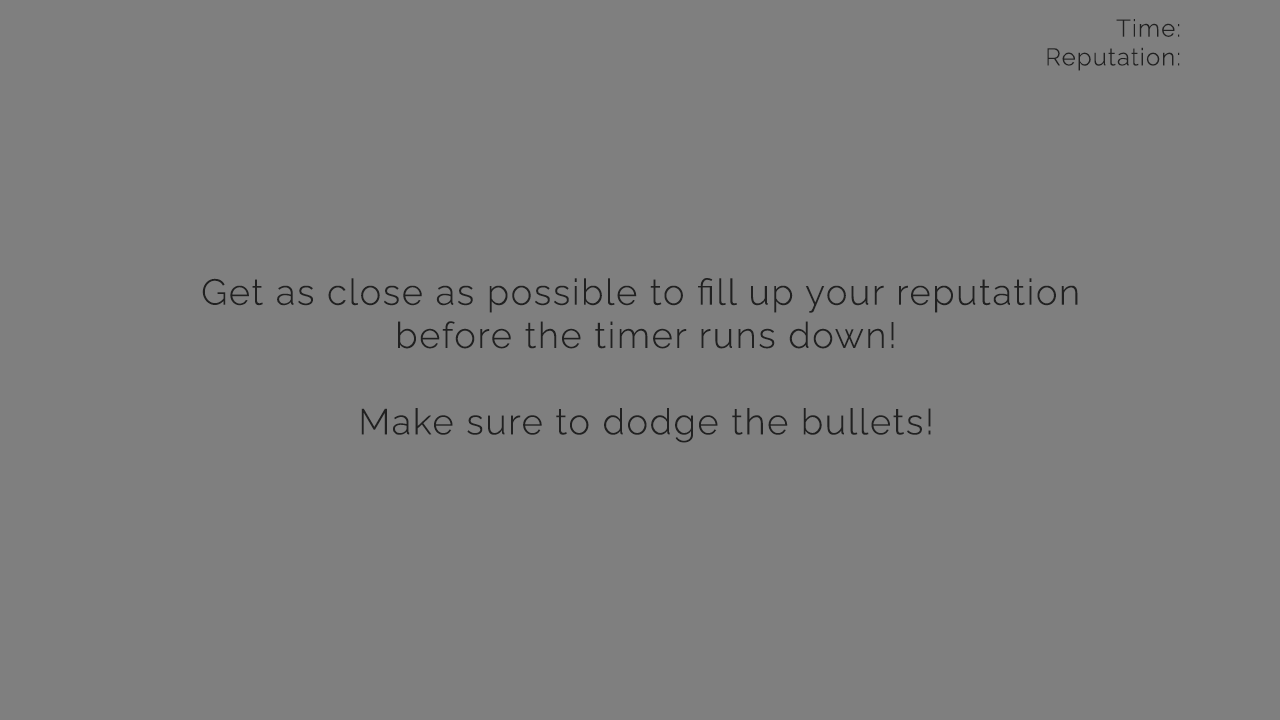 Time:
Reputation:
Get as close as possible to fill up your reputation
before the timer runs down!
Make sure to dodge the bullets!